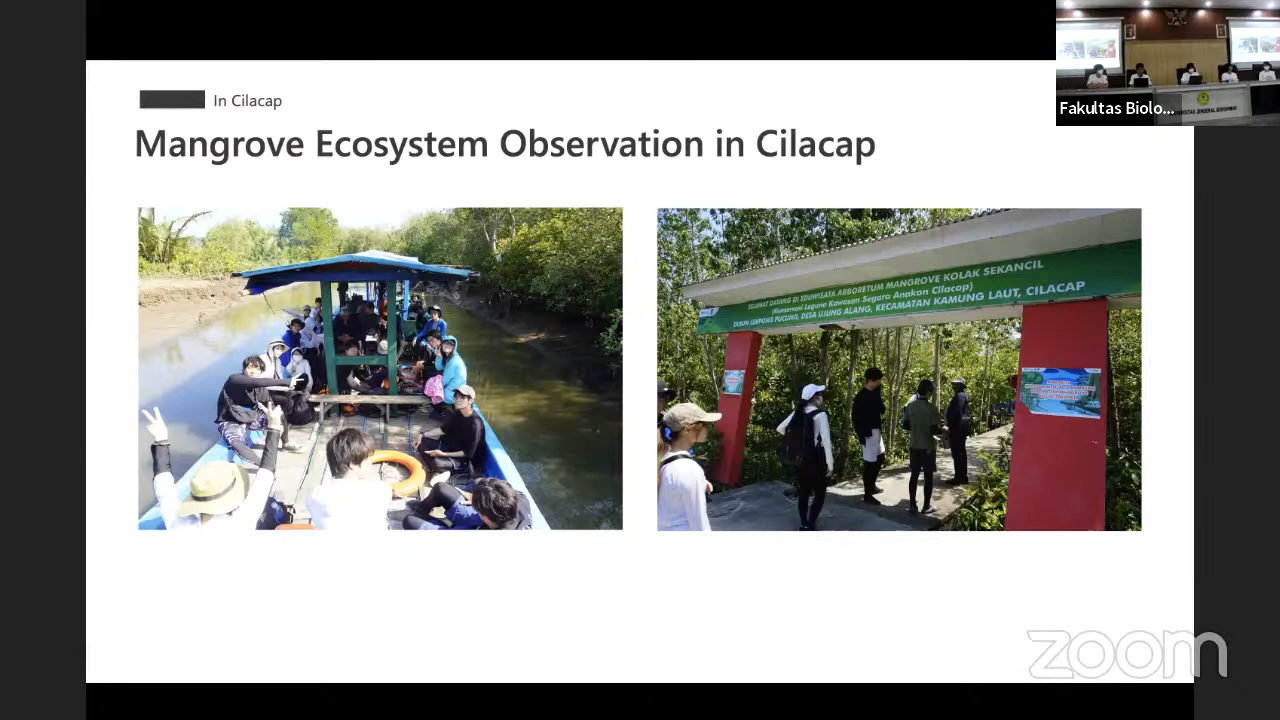 In Cilacap
Mangrove Ecosystem Observation in Cilacap
SELAMAT DATANG DI EDUWISATA ARBORETUM MANGROVE KOLAK SEKANCIL
(Konservasi Laguna Kawasan Segara Anakan Cilacap)
DUSUN LEMPONG PUCUNG, DESA UJUNG ALANG, KECAMATAN KAMUNG LAUT, CILACAP
Fakultas Biolo...
zoom